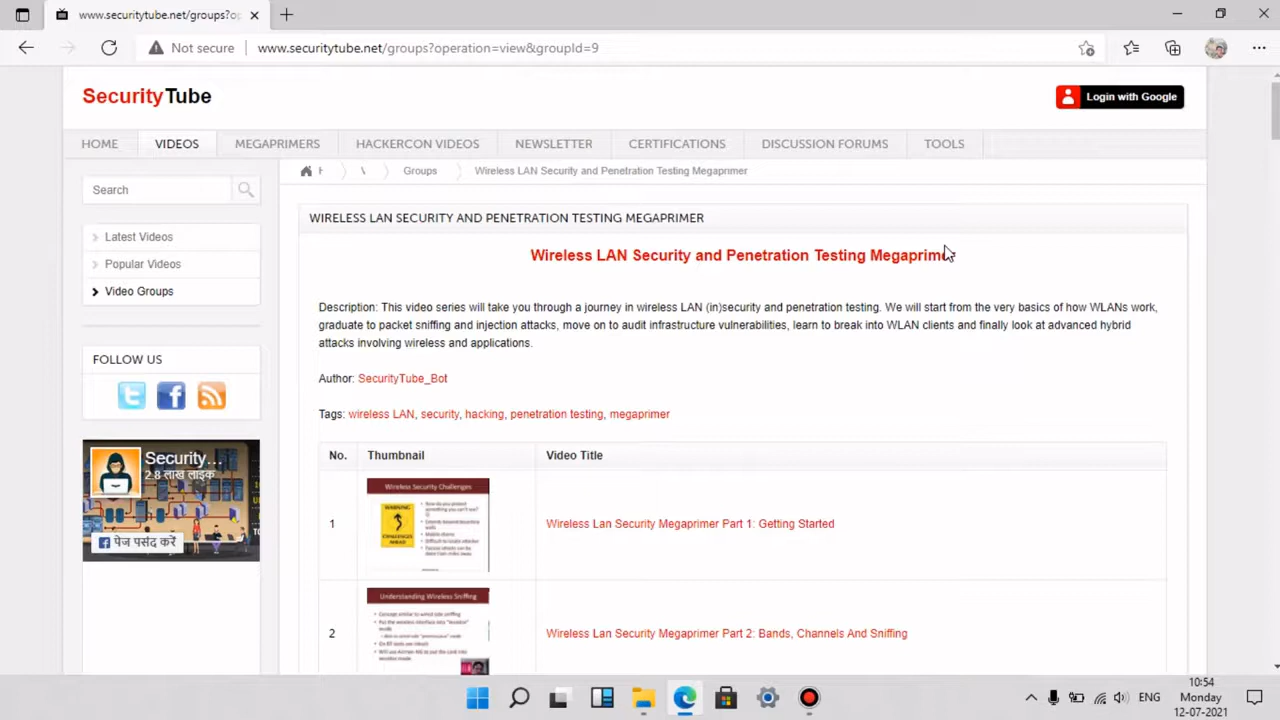 www.securitytube.net/groups?op
Not secure
www.securitytube.net/groups?operation=view&groupId=9
SecurityTube
Login with Google
HOME
VIDEOS
MEGAPRIMERS
HACKERCON VIDEOS
NEWSLETTER
CERTIFICATIONS
DISCUSSION FORUMS
TOOLS
Search
Groups
Wireless LAN Security and Penetration Testing Megaprimer
Latest Videos
Popular Videos
Video Groups
FOLLOW US
Security...
2.8 लाख लाइक
WIRELESS LAN SECURITY AND PENETRATION TESTING MEGAPRIMER
Wireless LAN Security and Penetration Testing Megaprimer
Description: This video series will take you through a journey in wireless LAN (in)security and penetration testing. We will start from the very basics of how WLANs work,
graduate to packet sniffing and injection attacks, move on to audit infrastructure vulnerabilities, learn to break into WLAN clients and finally look at advanced hybrid
attacks involving wireless and applications.
Author: SecurityTube_Bot
Tags: wireless LAN, security, hacking, penetration testing, megaprimer
No.
Thumbnail
Video Title
1
Wireless Security Challenges
WARNING
CHALLENGES
AHEAD
Wireless Lan Security Megaprimer Part 1: Getting Started
2
Understanding Wireless Sniffing
Wireless Lan Security Megaprimer Part 2: Bands, Channels and Sniffing
ENG
10:54
Monday
12-07-2021